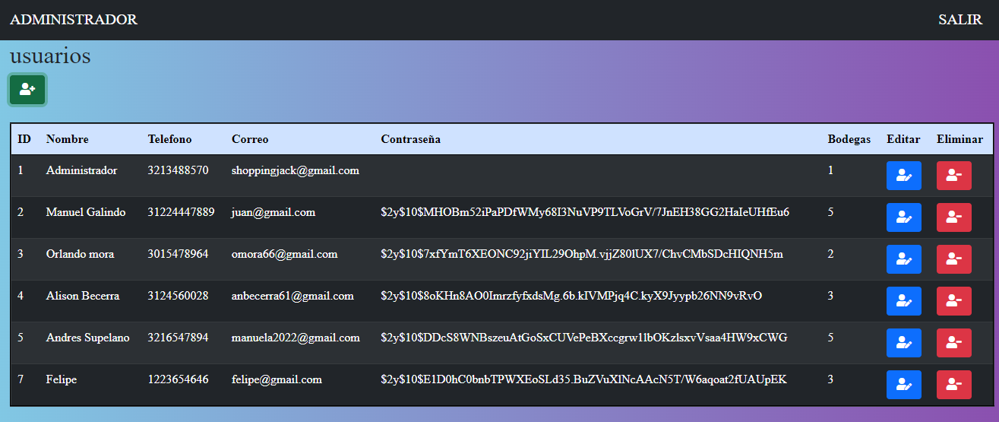 ADMINISTRADOR SALIR
usuarios
ID Nombre Telefono Correo Contraseña Bodegas Editar Eliminar
1 Administrador 3213488570 shoppingjack@gmail.com 1
2 Manuel Galindo 31224447889 juan@gmail.com $2y$10$MHOBm52iPaPDfWMy68I3NuVP9TLVoGrV/7JnEH38GG2HaIeUHfEu6 5
3 Orlando mora 3015478964 omora66@gmail.com $2y$10$7xfYmT6XEONC92jiYIL29OhpM.vjjZ80lUX7/ChvCMbSDcHIQNH5m 2
4 Alison Becerra 3124560028 anbecerra61@gmail.com $2y$10$8oKHn8AO0ImrzfyfxdsMg.6b.kIVMPjq4C.kyX9Jyypb26NN9vRvO 3
5 Andres Supelano 3216547894 manuela2022@gmail.com $2y$10$DDcS8WNBszeuAtGoSxCUVePeBXccgrw1lbOKzlsxvVsaa4HW9xCWG 5
7 Felipe 1223654646 felipe@gmail.com $2y$10$E1D0hC0bnbTPWXEoSLd35.BuZVuXlNcAAcN5T/W6aqoat2fUAUpEK 3